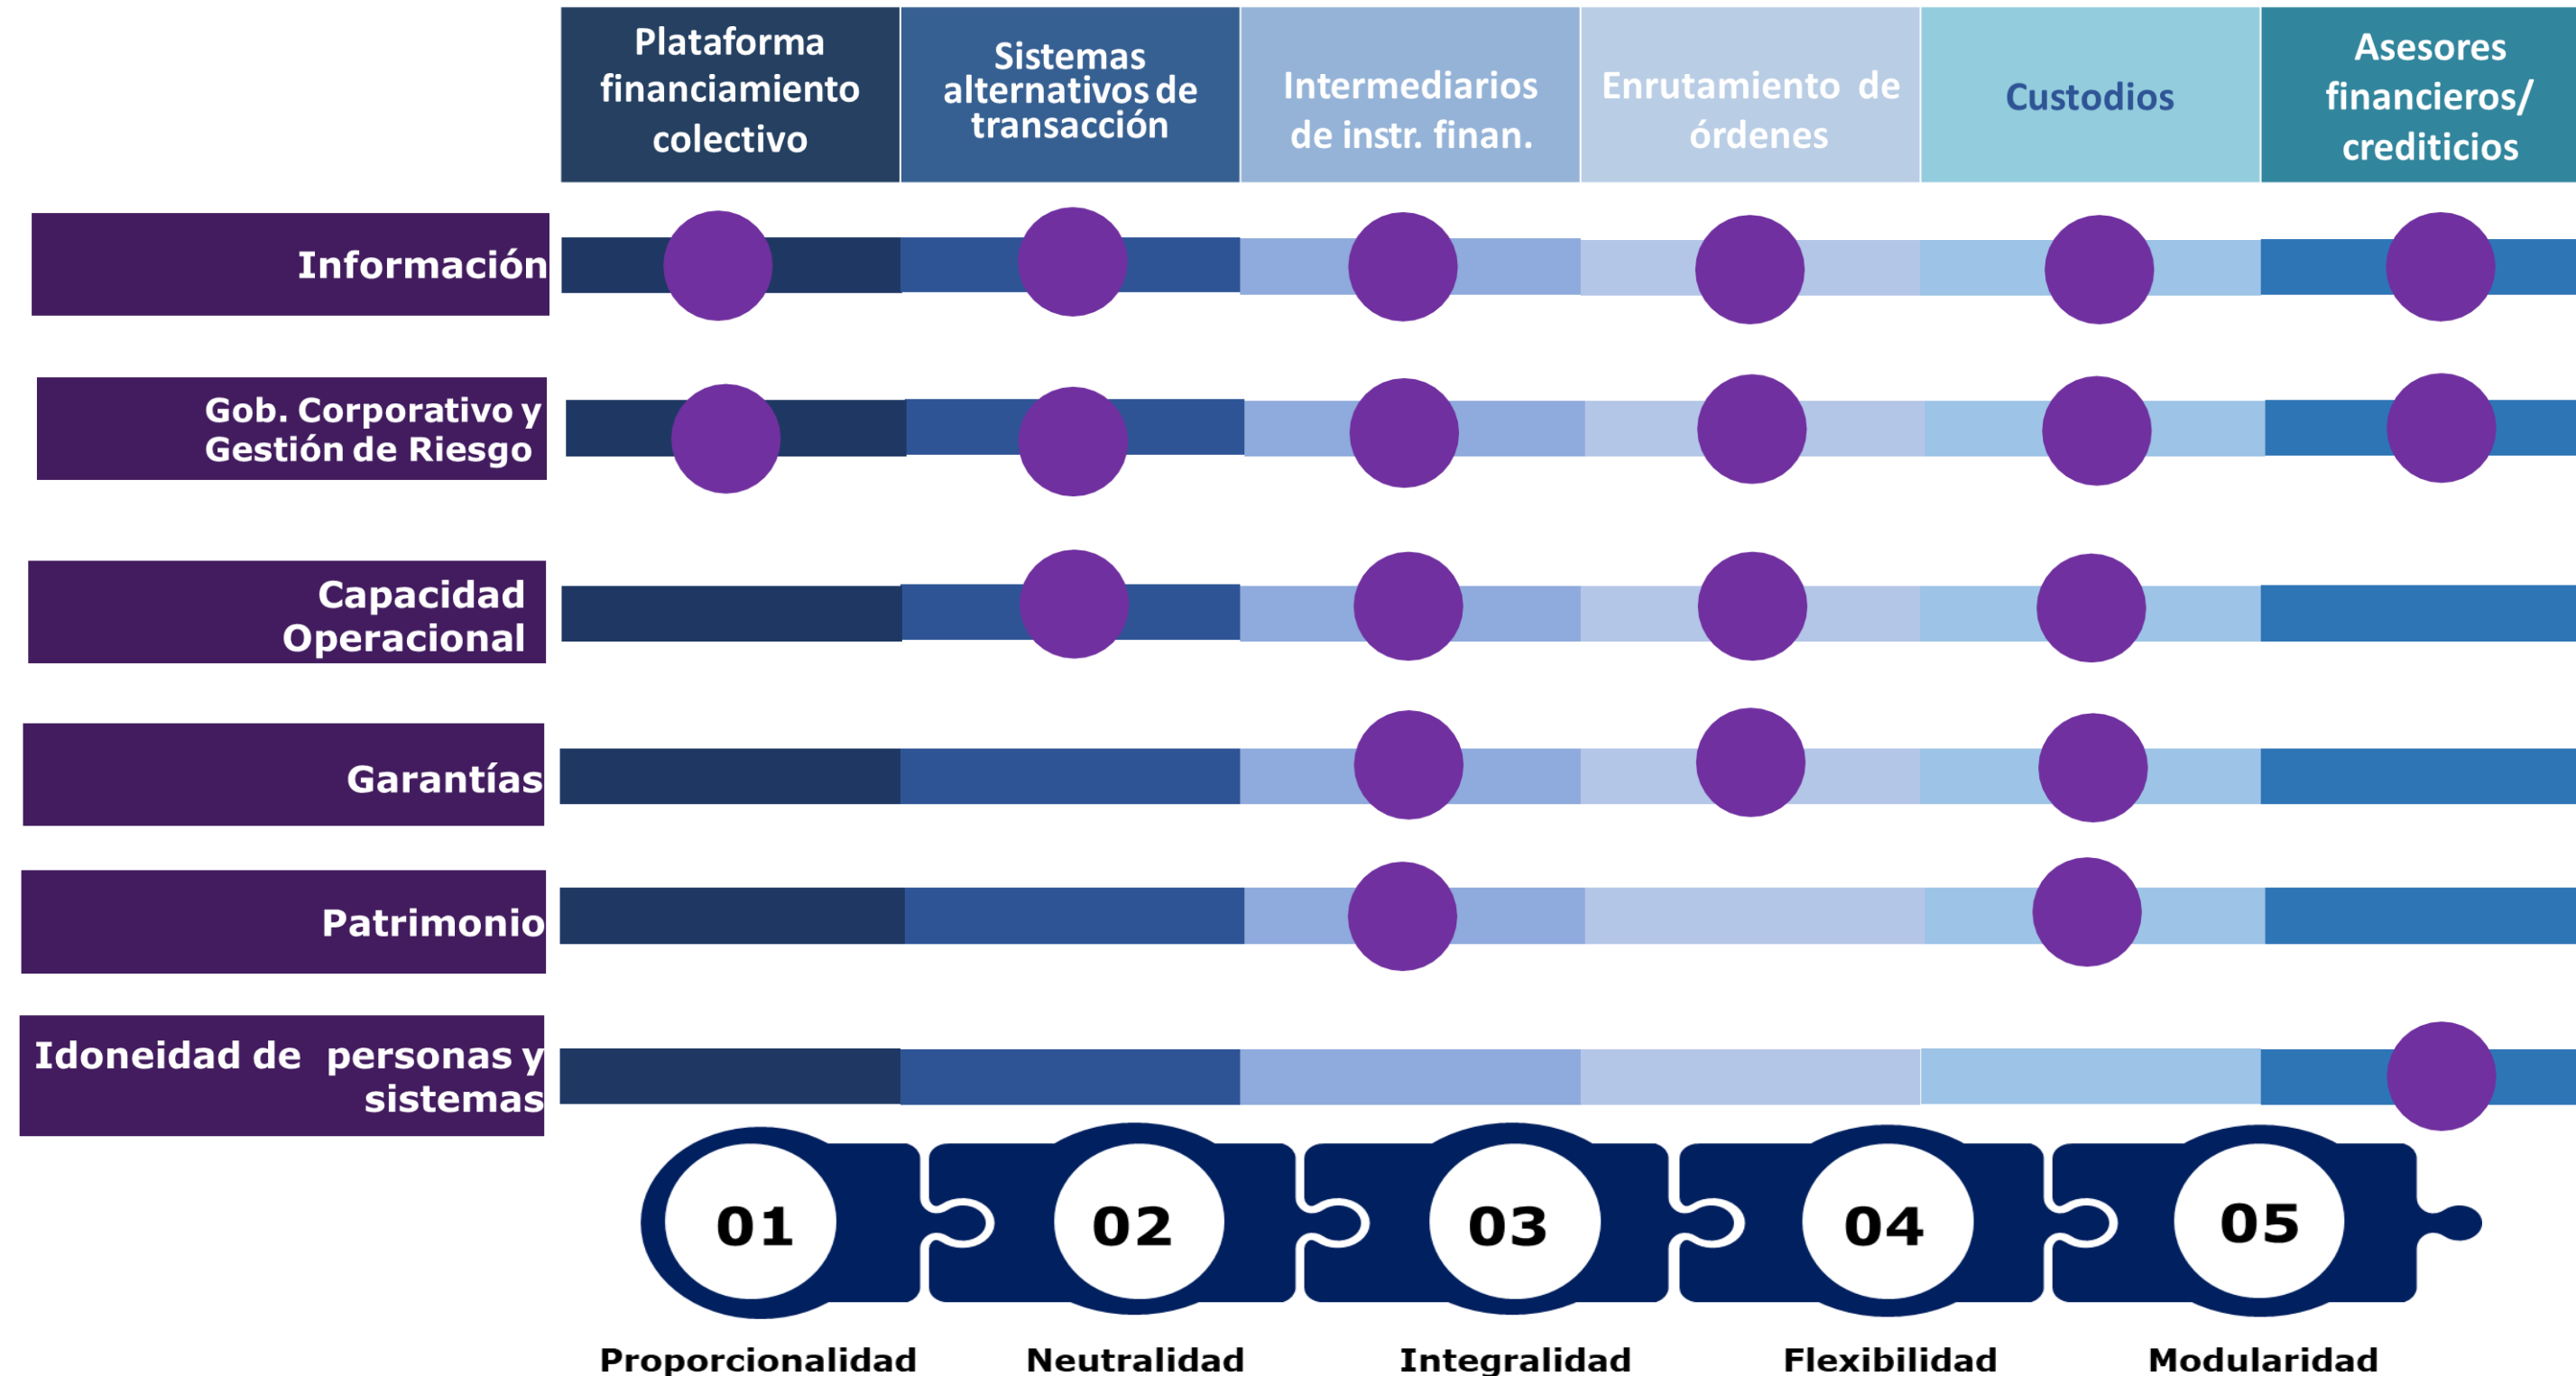 Plataforma
financiamiento
colectivo
Sistemas
alternativos de
transacción
Intermediarios
de instr. finan.
Enrutamiento de
órdenes
Custodios
Asesores
financieros/
crediticios
Información
Gob. Corporativo y
Gestión de Riesgo
Capacidad
Operacional
Garantías
Patrimonio
Idoneidad de personas y
sistemas
01
02
03
04
05
Proporcionalidad
Neutralidad
Integralidad
Flexibilidad
Modularidad